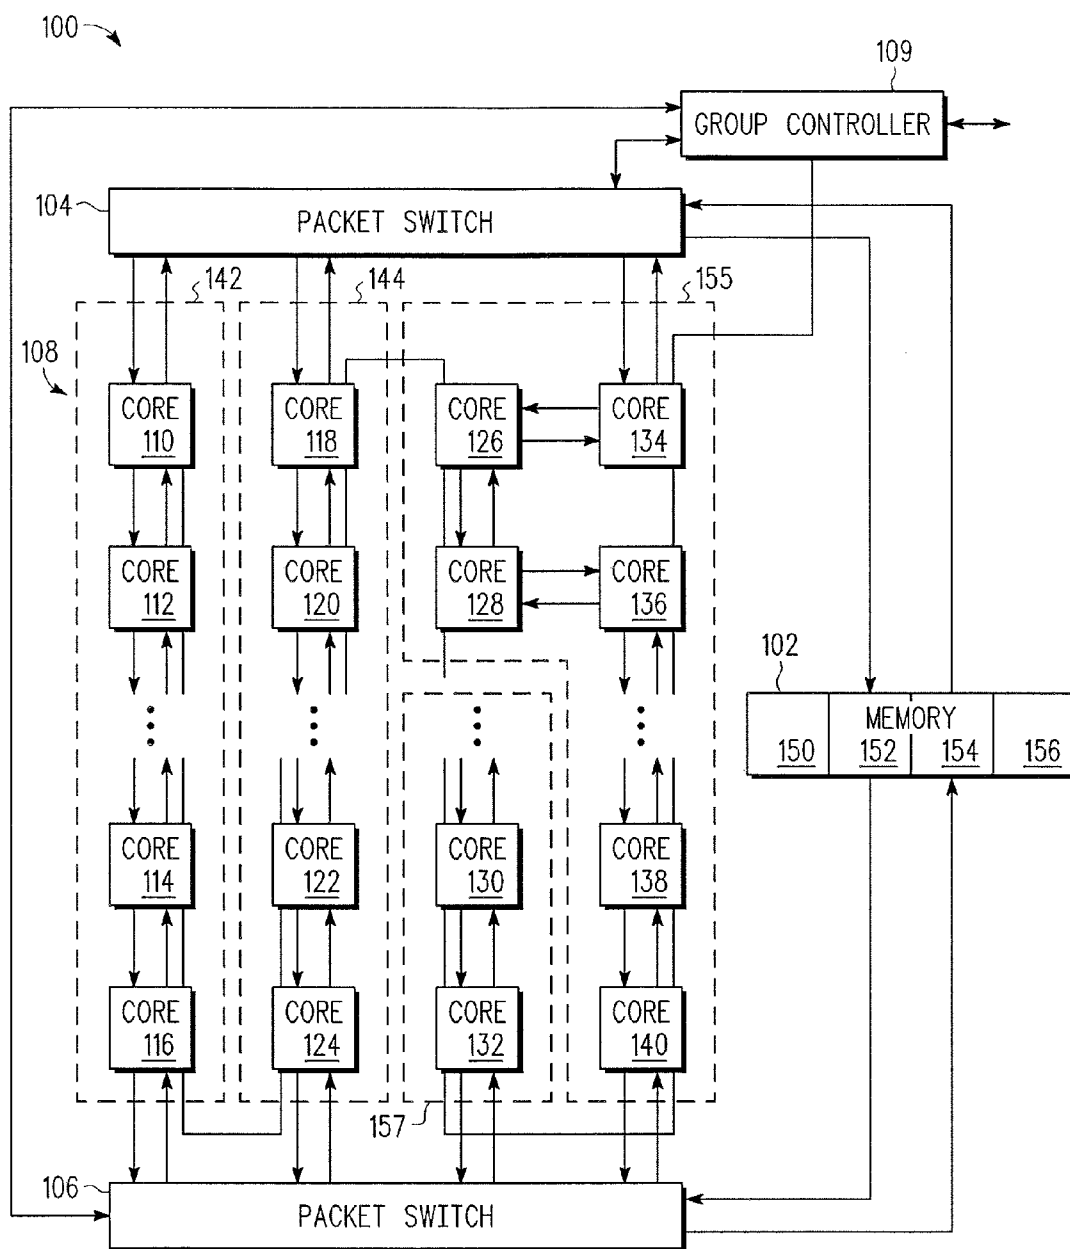 100
109
GROUP CONTROLLER
104
PACKET SWITCH
142
144
155
108
CORE
110
CORE
118
CORE
126
CORE
134
CORE
112
CORE
120
CORE
128
CORE
136
102
MEMORY
150
152
154
156
CORE
114
CORE
122
CORE
130
CORE
138
CORE
116
CORE
124
CORE
132
CORE
140
157
106
PACKET SWITCH